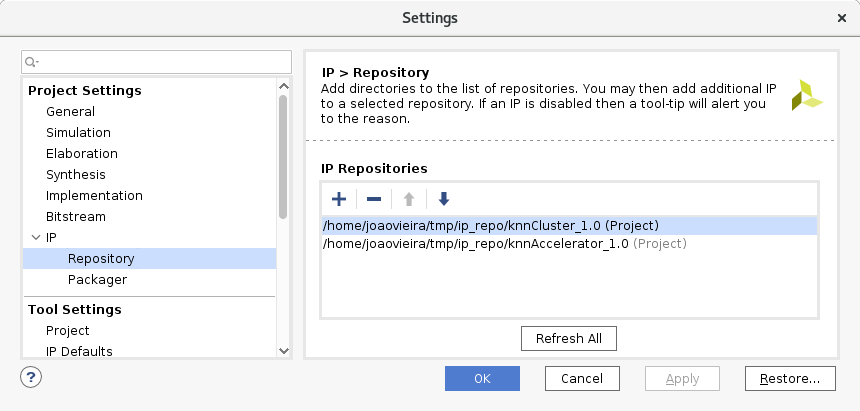 Settings
Project Settings
General
Simulation
Elaboration
Synthesis
Implementation
Bitstream
IP
Repository
Packager
Tool Settings
Project
IP Defaults
IP > Repository
Add directories to the list of repositories. You may then add additional IP
to a selected repository. If an IP is disabled then a tool-tip will alert you
to the reason.
IP Repositories
/home/joaovieira/tmp/ip_repo/knnCluster_1.0 (Project)
/home/joaovieira/tmp/ip_repo/knnAccelerator_1.0 (Project)
Refresh All
?
OK
Cancel
Apply
Restore...